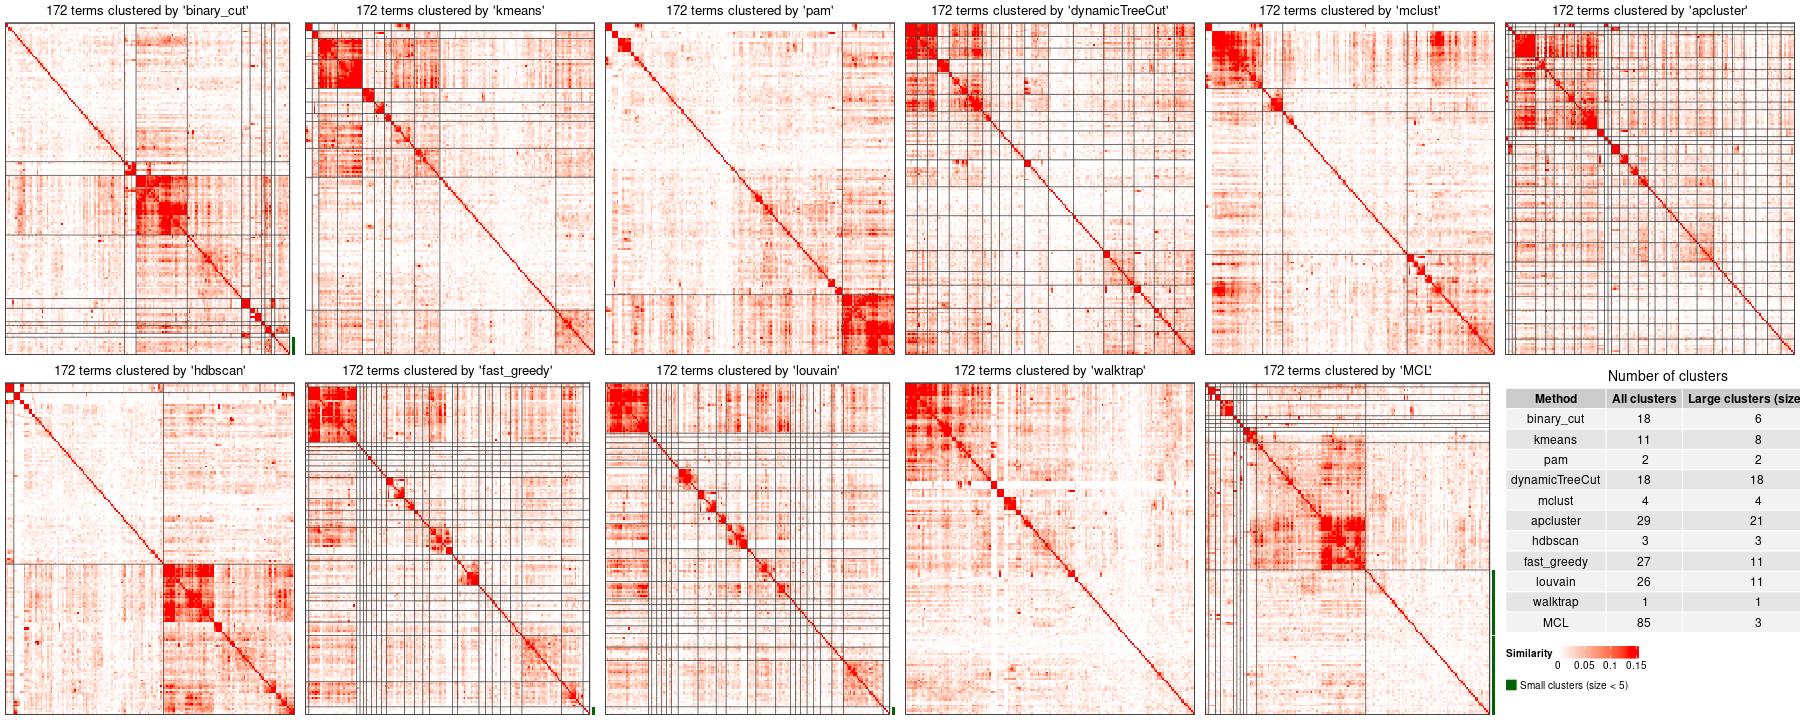 172 terms clustered by 'binary_cut'
172 terms clustered by 'kmeans'
172 terms clustered by 'pam'
172 terms clustered by 'dynamicTreeCut'
172 terms clustered by 'mclust'
172 terms clustered by 'apcluster'
172 terms clustered by 'hdbscan'
172 terms clustered by 'fast_greedy'
172 terms clustered by 'louvain'
172 terms clustered by 'walktrap'
172 terms clustered by 'MCL'
Number of clusters
Method All clusters Large clusters (size
binary_cut 18 6
kmeans 11 8
pam 2 2
dynamicTreeCut 18 18
mclust 4 4
apcluster 29 21
hdbscan 3 3
fast_greedy 27 11
louvain 26 11
walktrap 1 1
MCL 85 3
Similarity
0 0.05 0.1 0.15
Small clusters (size < 5)